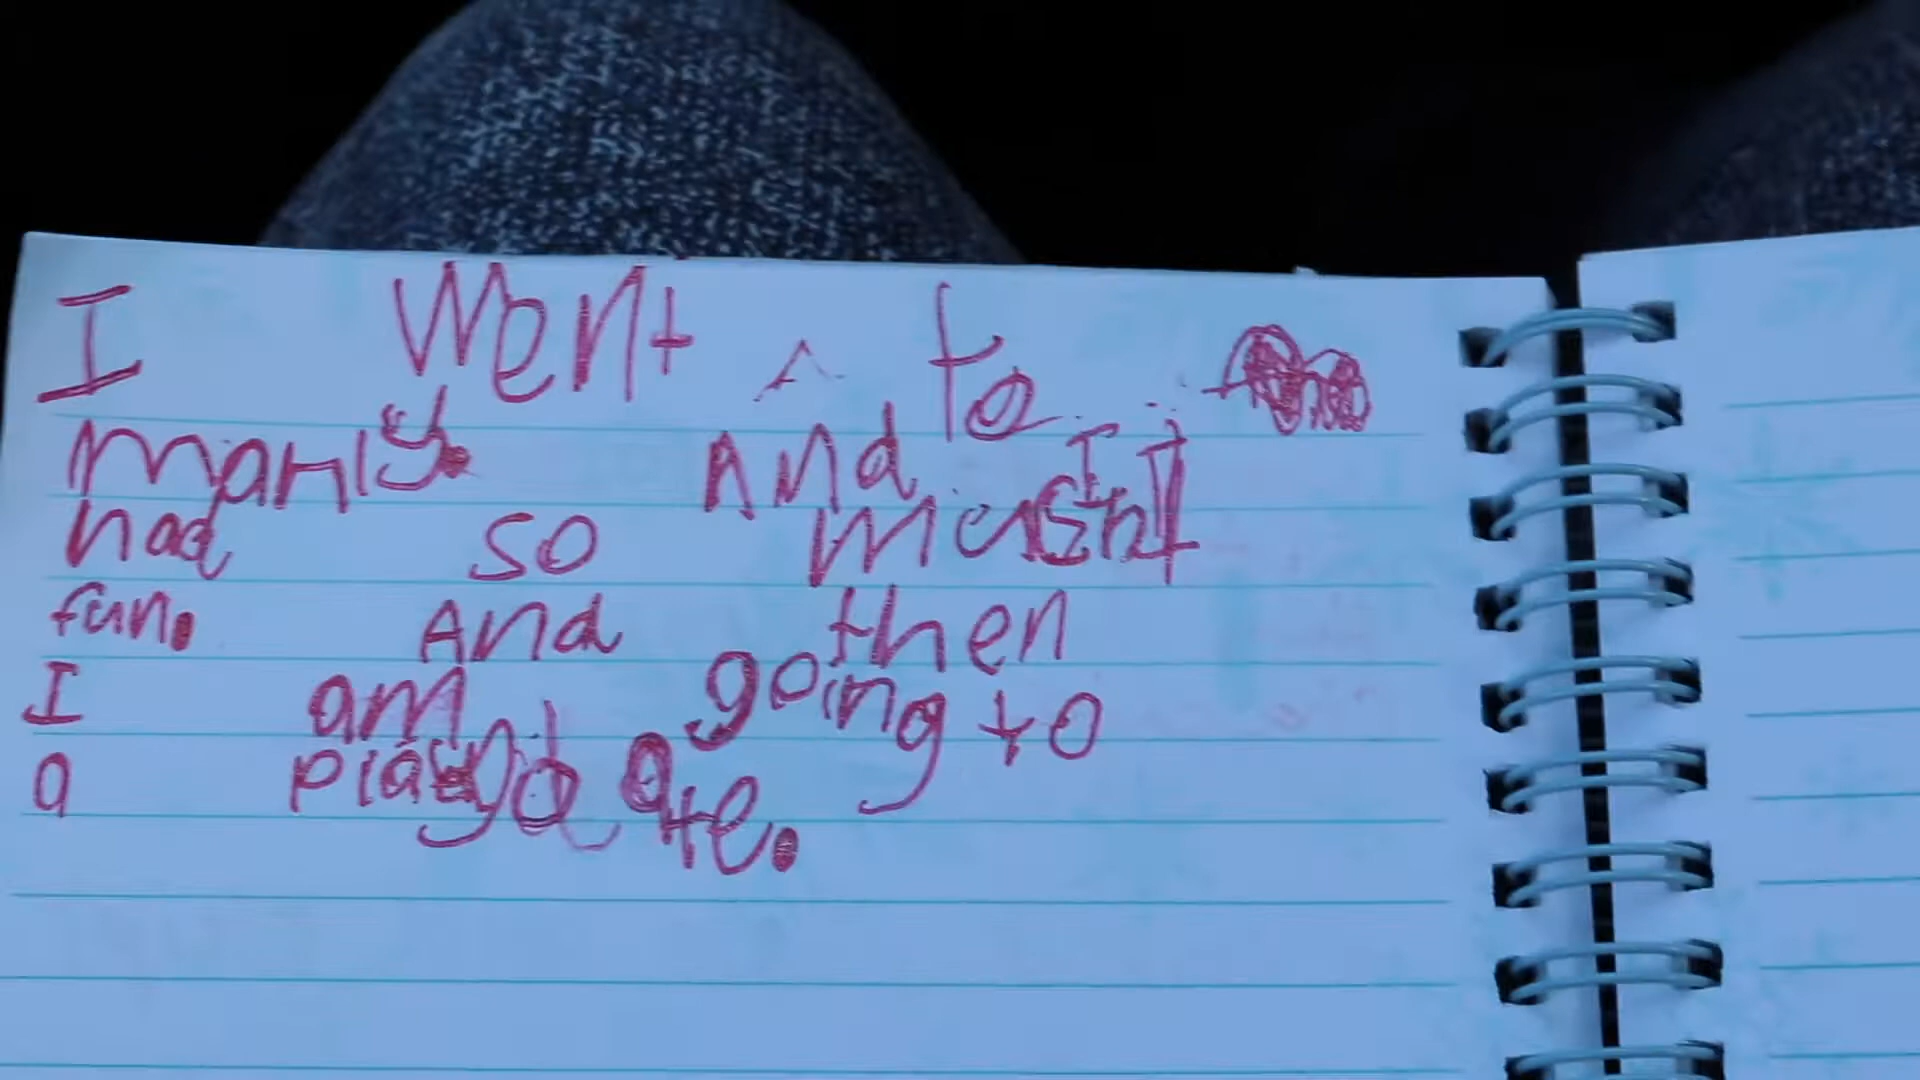 I went to
manly. And I
had so much
fun. And then
I am going to
a playdate.